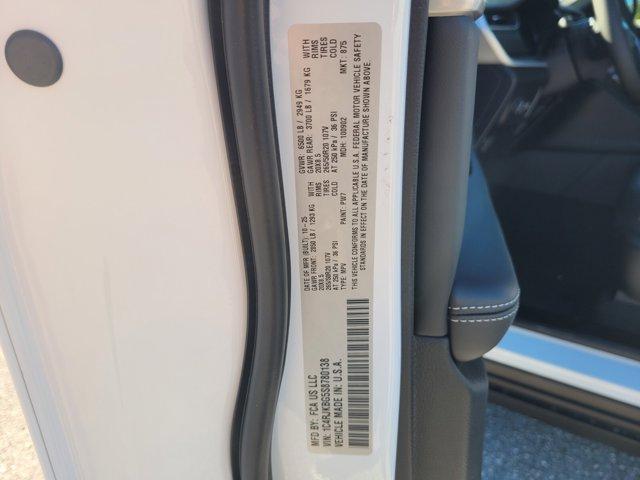 MFD BY: FCA US LLC
DATE OF MFR (BUILT): 10-25
GVWR: 6500 LB / 2949 KG
GAWR FRONT: 2850 LB / 1293 KG WITH
20X8.5 RIMS
265/50R20 107V TIRES
AT 250 kPa / 36 PSI COLD
GAWR REAR: 3700 LB / 1679 KG WITH
20X8.5 RIMS
265/50R20 107V TIRES
AT 250 kPa / 36 PSI COLD
VIN: 1C4RJKBG5S8780138
TYPE: MPV
PAINT: PW7
MDH: 100902
MKT: 875
VEHICLE MADE IN: U.S.A.
THIS VEHICLE CONFORMS TO ALL APPLICABLE U.S.A. FEDERAL MOTOR VEHICLE SAFETY
STANDARDS IN EFFECT ON THE DATE OF MANUFACTURE SHOWN ABOVE.